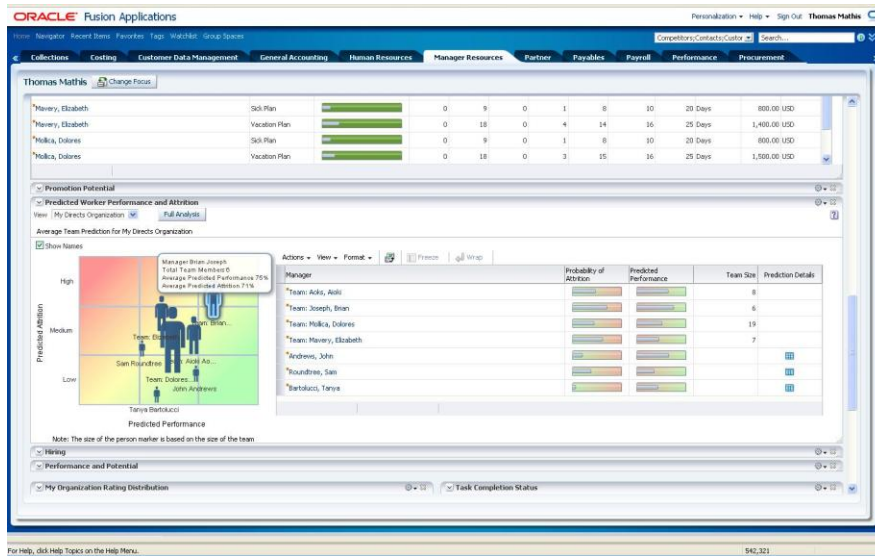 ORACLE Fusion Applications
Personalization Help Sign Out Thomas Mathis
Home Navigator Recent Items Favorites Tags Watchlist Group Spaces
Competitors;Contacts;Custor Search...
Collections Costing Customer Data Management General Accounting Human Resources Manager Resources Partner Payables Payroll Performance Procurement
Thomas Mathis Change Focus
Mavery, Elizabeth Sick Plan 0 9 0 1 8 10 20 Days 800.00 USD
Mavery, Elizabeth Vacation Plan 0 18 0 4 14 16 25 Days 1,400.00 USD
Mollica, Dolores Sick Plan 0 9 0 1 8 10 20 Days 800.00 USD
Mollica, Dolores Vacation Plan 0 18 0 3 15 16 25 Days 1,500.00 USD
Promotion Potential
Predicted Worker Performance and Attrition
View My Directs Organization Full Analysis
Average Team Prediction for My Directs Organization
Show Names
Manager Brian Joseph
Total Team Members 6
Average Predicted Performance 75%
Average Predicted Attrition 71%
Predicted Attrition
High
Medium
Low
Team: Brian...
Sam Roundtree
Team: Dolores...
John Andrews
Tanya Bartolucci
Predicted Performance
Note: The size of the person marker is based on the size of the team
Actions View Format Freeze Wrap
Manager Probability of Attrition Predicted Performance Team Size Prediction Details
Team: Aoks, Aioki 8
Team: Joseph, Brian 6
Team: Mollica, Dolores 19
Team: Mavery, Elizabeth 7
Andrews, John
Roundtree, Sam
Bartolucci, Tanya
Hiring
Performance and Potential
My Organization Rating Distribution Task Completion Status
For Help, click Help Topics on the Help Menu. 542,321